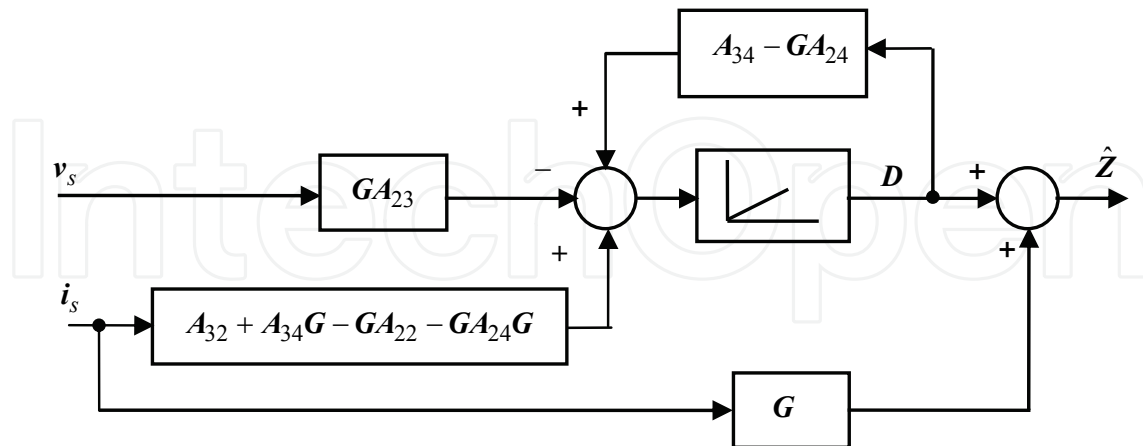 A₃₄ − GA₂₄
+
vₛ
GA₂₃
−
D
+
Ẑ
+
+
iₛ
A₃₂ + A₃₄G − GA₂₂ − GA₂₄G
G
IntechOpen